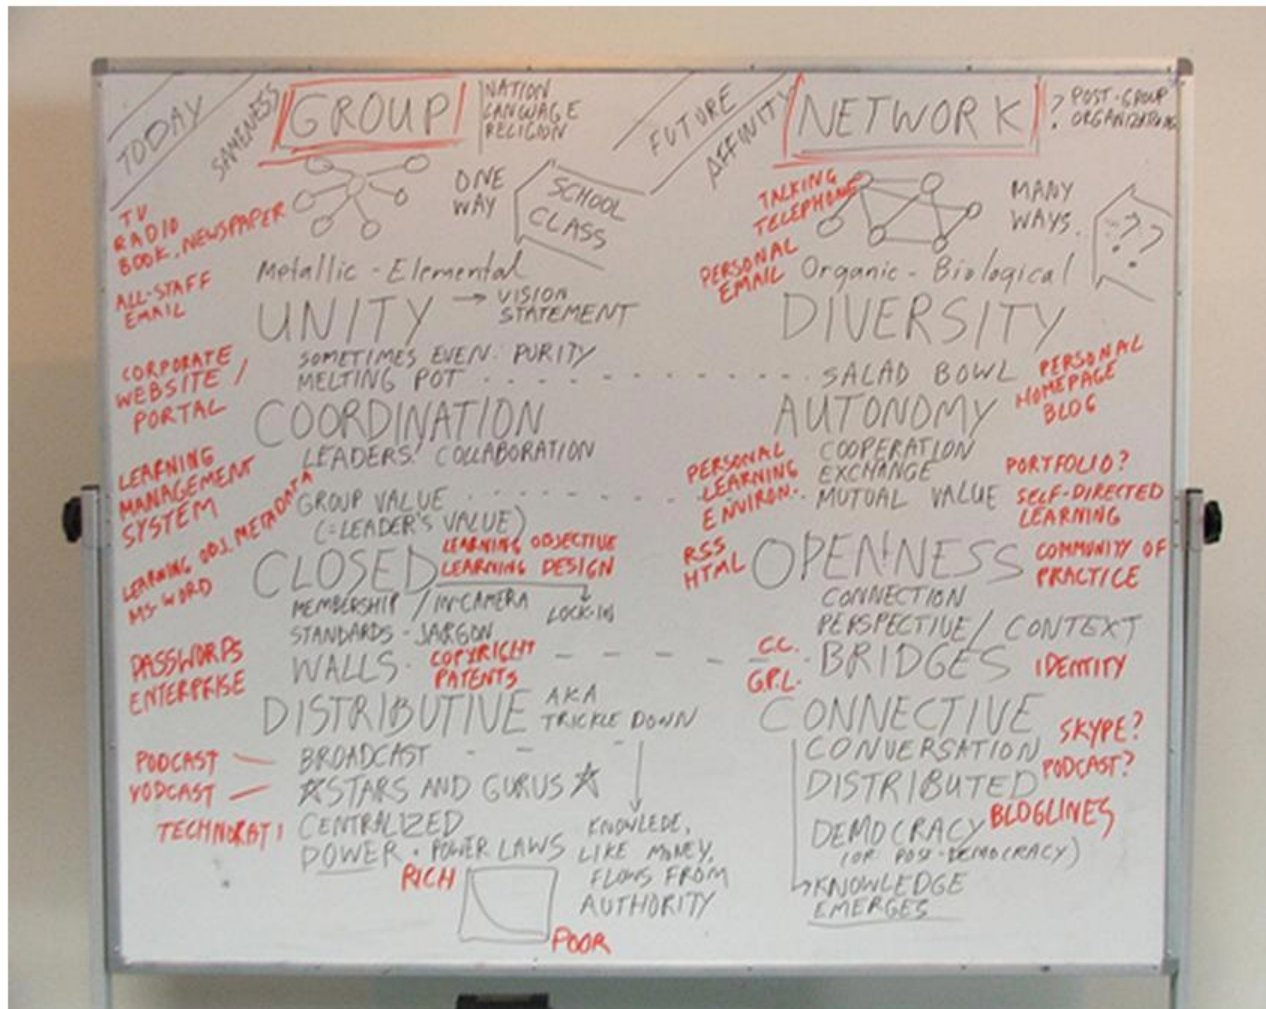 TODAY
SAMENESS
GROUP
NATION
LANGUAGE
RELIGION
TV
RADIO
BOOK, NEWSPAPER
ONE
WAY
SCHOOL
CLASS
ALL-STAFF
EMAIL
Metallic - Elemental
UNITY → VISION
STATEMENT
CORPORATE
WEBSITE /
PORTAL
SOMETIMES EVEN PURITY
MELTING POT
COORDINATION
LEADERS! COLLABORATION
LEARNING
MANAGEMENT
SYSTEM
GROUP VALUE
(=LEADER'S VALUE)
LEARNING OBJ. METADATA
MS-WORD
CLOSED
LEARNING OBJECTIVE
LEARNING DESIGN
MEMBERSHIP / IN-CAMERA
LOCK-IN
STANDARDS - JARGON
PASSWORDS
ENTERPRISE
WALLS
COPYRIGHT
PATENTS
DISTRIBUTIVE AKA
TRICKLE DOWN
PODCAST
VODCAST
BROADCAST
☆STARS AND GURUS☆
TECHNORATI
CENTRALIZED
POWER · POWER LAWS
RICH
POOR
KNOWLEDE,
LIKE MONEY,
FLOWS FROM
AUTHORITY
FUTURE
AFFINITY
NETWORK
? POST-GROUP
TALKING
TELEPHONE
MANY
WAYS.
???
PERSONAL
EMAIL
Organic - Biological
DIVERSITY
SALAD BOWL
PERSONAL
HOMEPAGE
BLOG
AUTONOMY
COOPERATION
EXCHANGE
MUTUAL VALUE
PERSONAL
LEARNING
ENVIRON.
PORTFOLIO?
SELF-DIRECTED
LEARNING
RSS
HTML
OPENNESS
COMMUNITY OF
PRACTICE
CONNECTION
PERSPECTIVE / CONTEXT
C.C.
G.P.L.
BRIDGES
IDENTITY
CONNECTIVE
CONVERSATION
SKYPE?
DISTRIBUTED
PODCAST?
DEMOCRACY
BLOGLINES
(OR POST-DEMOCRACY)
KNOWLEDGE
EMERGES